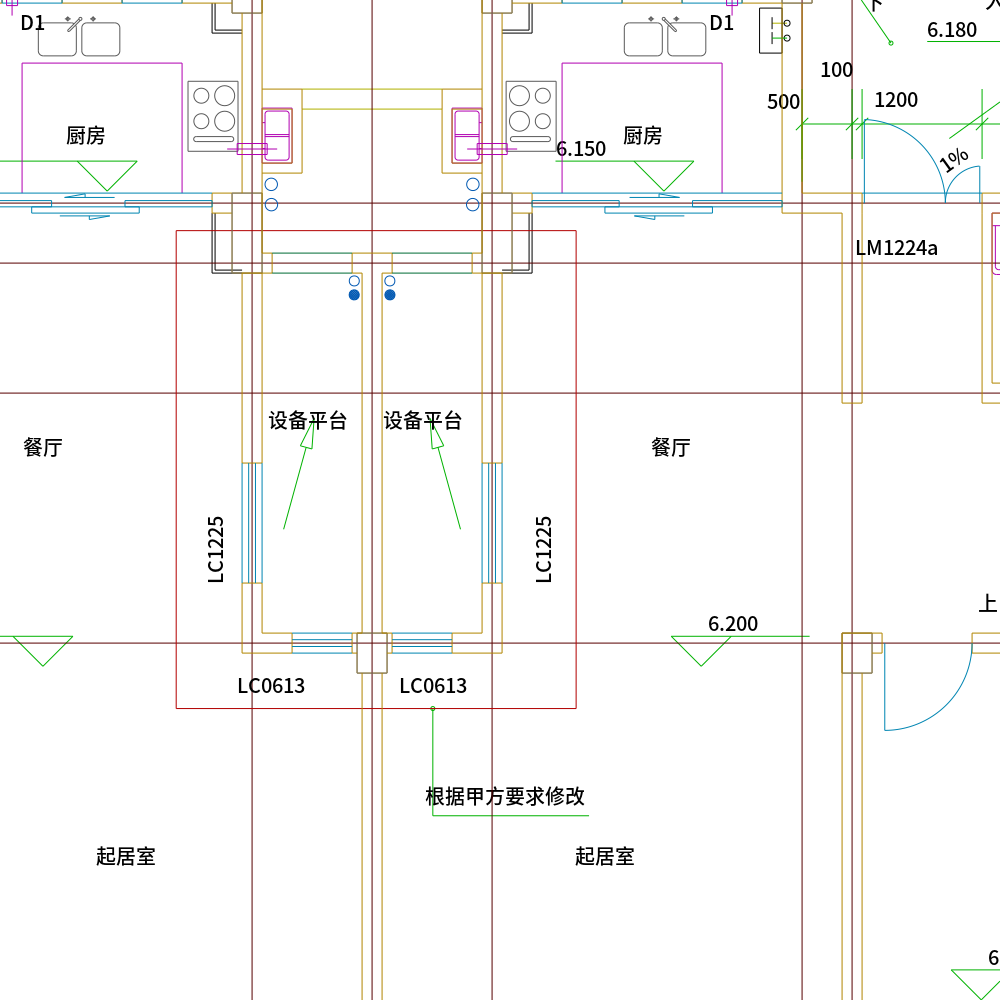 D1
D1
6.180
100
500
1200
厨房
厨房
6.150
1%
LM1224a
设备平台
设备平台
餐厅
餐厅
LC1225
LC1225
上
6.200
LC0613
LC0613
根据甲方要求修改
起居室
起居室